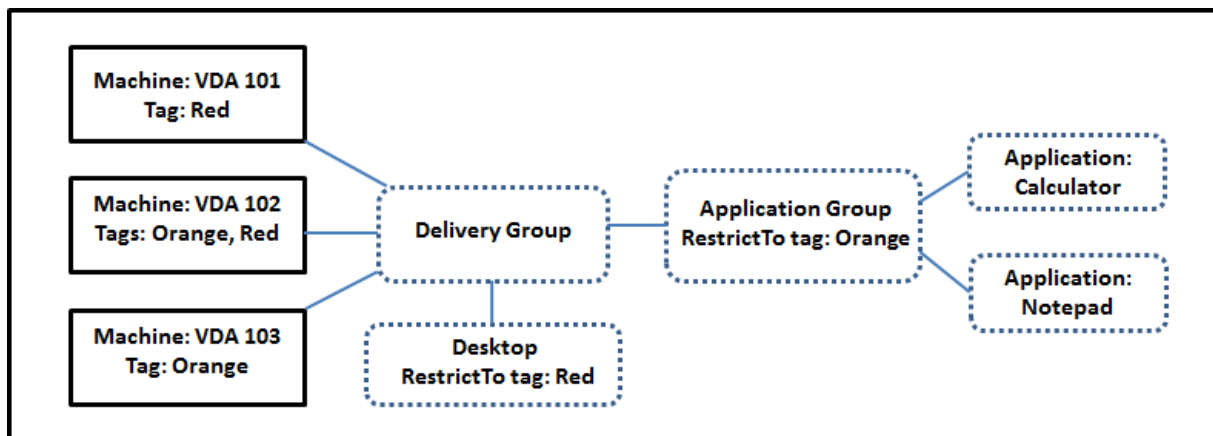 Machine: VDA 101
Tag: Red
Machine: VDA 102
Tags: Orange, Red
Machine: VDA 103
Tag: Orange
Delivery Group
Desktop
RestrictTo tag: Red
Application Group
RestrictTo tag: Orange
Application:
Calculator
Application:
Notepad